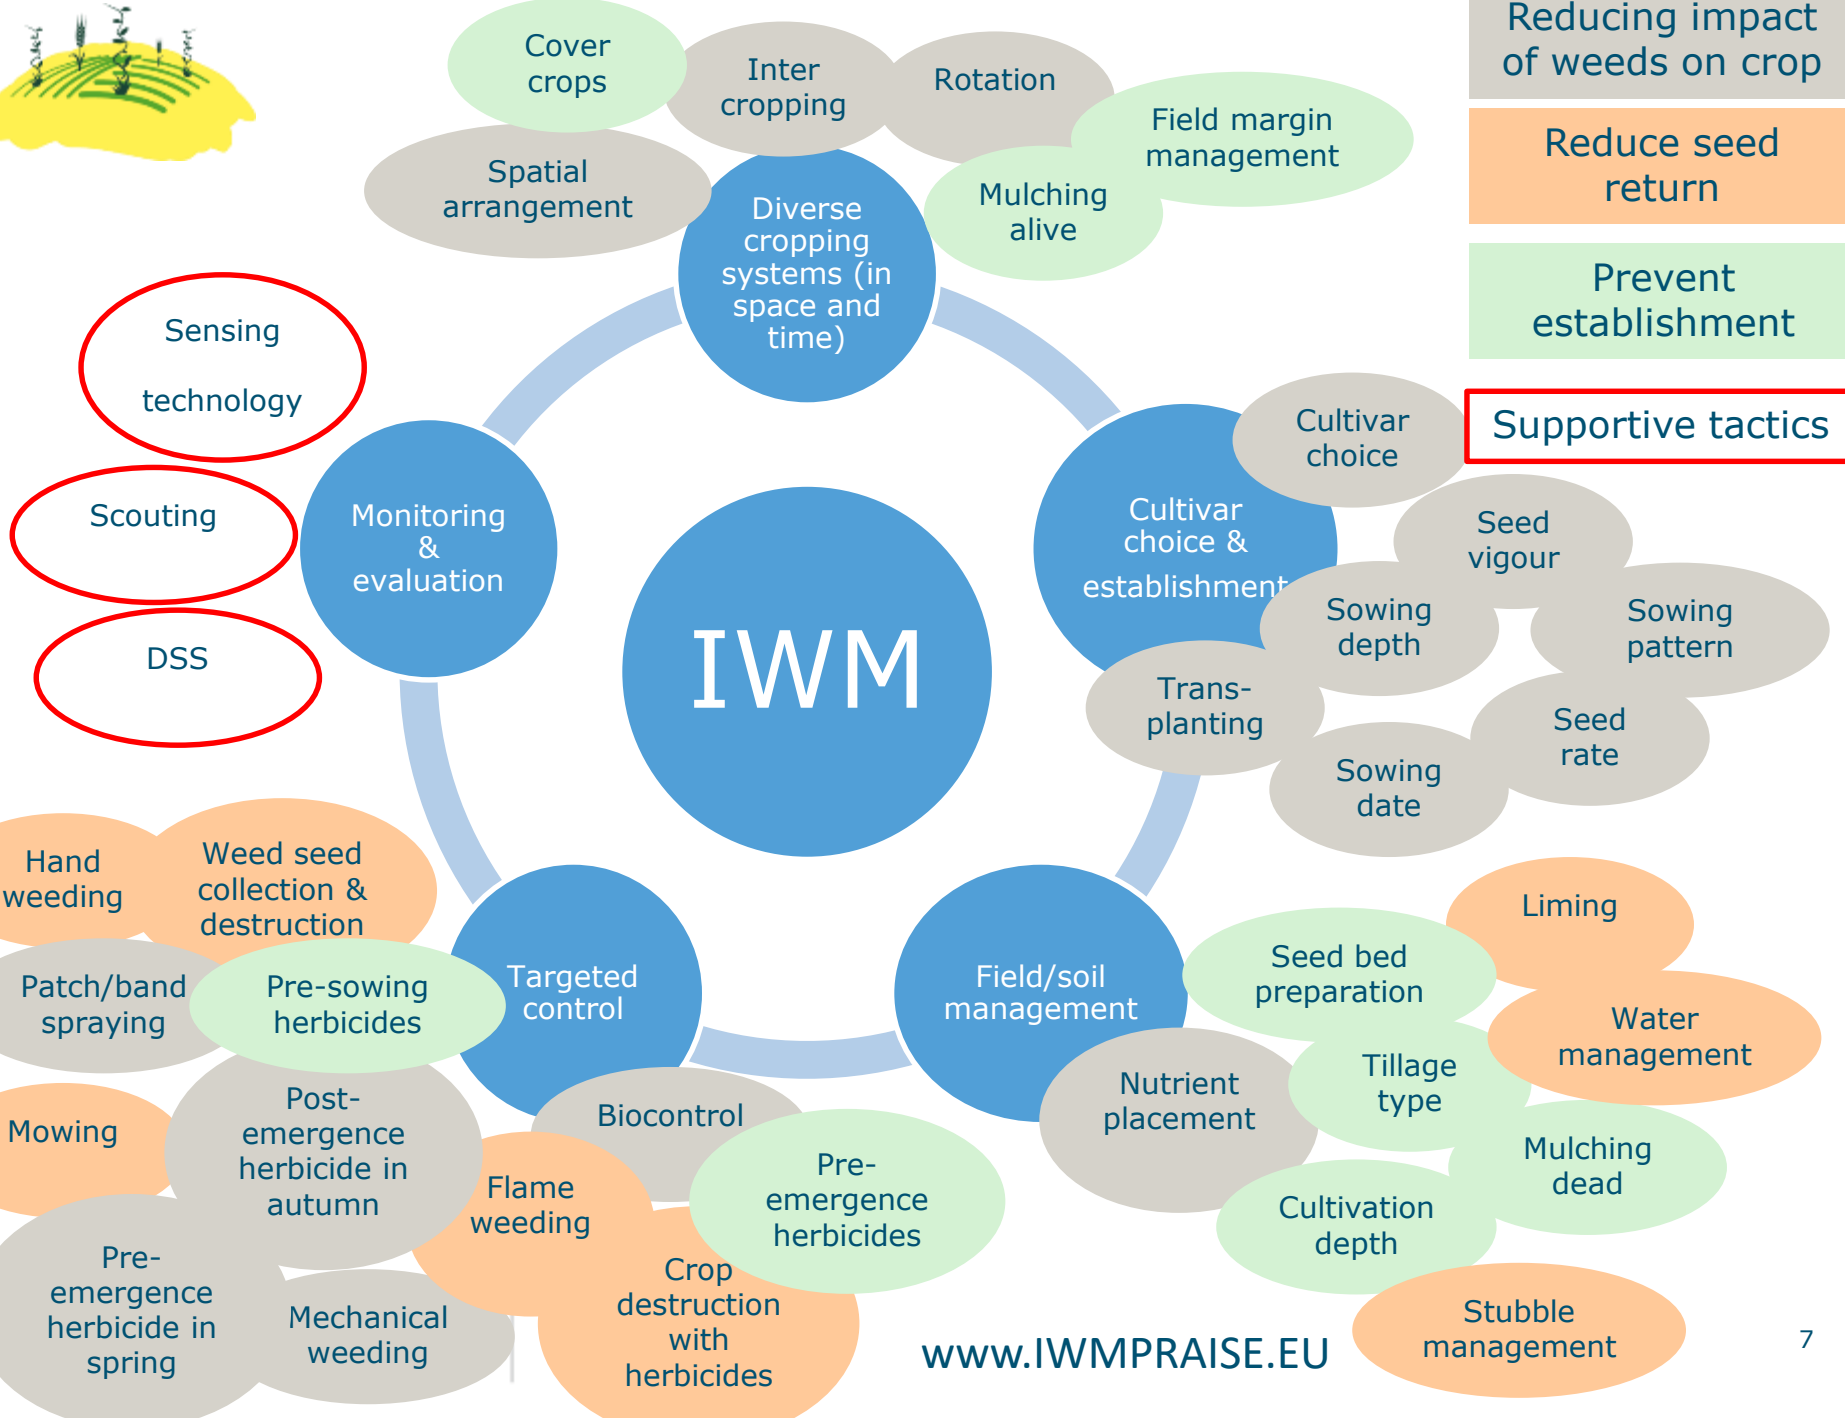 Reducing impact
of weeds on crop
Reduce seed
return
Prevent
establishment
Supportive tactics
Cover
crops
Inter
cropping
Rotation
Field margin
management
Spatial
arrangement
Mulching
alive
Diverse
cropping
systems (in
space and
time)
Sensing
technology
Scouting
DSS
Monitoring
&
evaluation
IWM
Cultivar
choice &
establishment
Cultivar
choice
Seed
vigour
Sowing
depth
Sowing
pattern
Trans-
planting
Seed
rate
Sowing
date
Hand
weeding
Weed seed
collection &
destruction
Patch/band
spraying
Pre-sowing
herbicides
Targeted
control
Mowing
Post-
emergence
herbicide in
autumn
Biocontrol
Flame
weeding
Pre-
emergence
herbicides
Pre-
emergence
herbicide in
spring
Mechanical
weeding
Crop
destruction
with
herbicides
Field/soil
management
Liming
Seed bed
preparation
Water
management
Tillage
type
Nutrient
placement
Mulching
dead
Cultivation
depth
Stubble
management
www.IWMPRAISE.EU
7